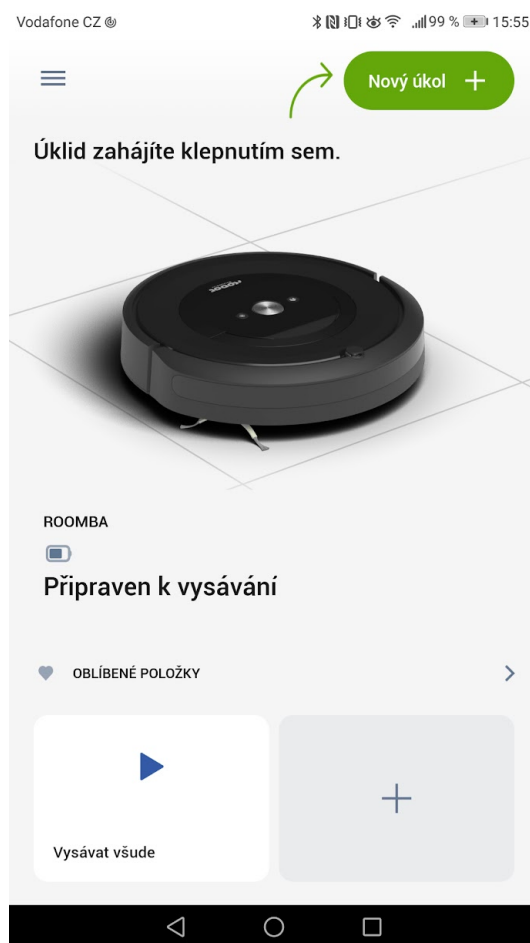 Vodafone CZ
99 % 15:55
Nový úkol
Úklid zahájíte klepnutím sem.
ROOMBA
Připraven k vysávání
OBLÍBENÉ POLOŽKY
Vysávat všude